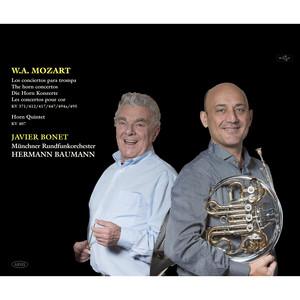 W.A. MOZART
Los conciertos para trompa
The horn concertos
Die Horn Konzerte
Les concertos pour cor
KV 371/412/417/447/494a/495
Horn Quintet
KV 407
JAVIER BONET
Münchner Rundfunkorchester
HERMANN BAUMANN